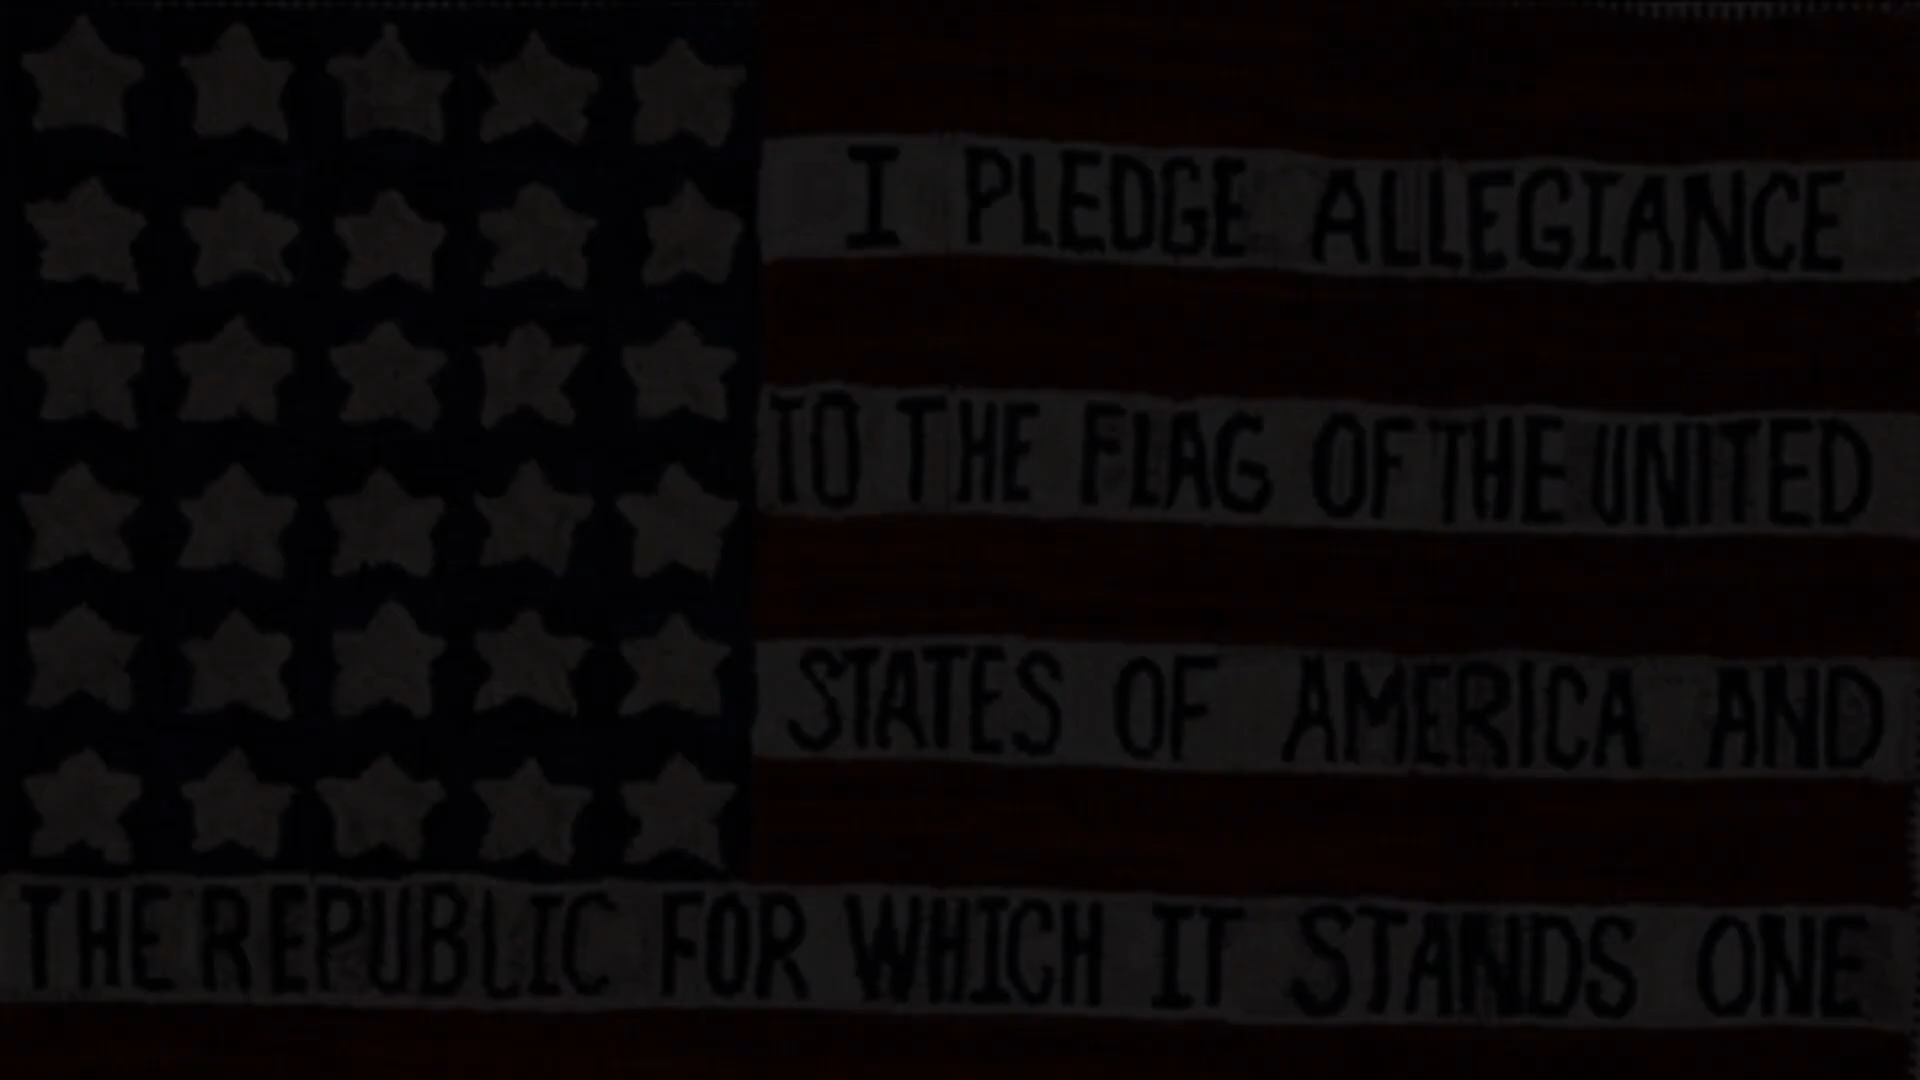 I PLEDGE ALLEGIANCE
TO THE FLAG OF THE UNITED
STATES OF AMERICA AND
THE REPUBLIC FOR WHICH IT STANDS ONE